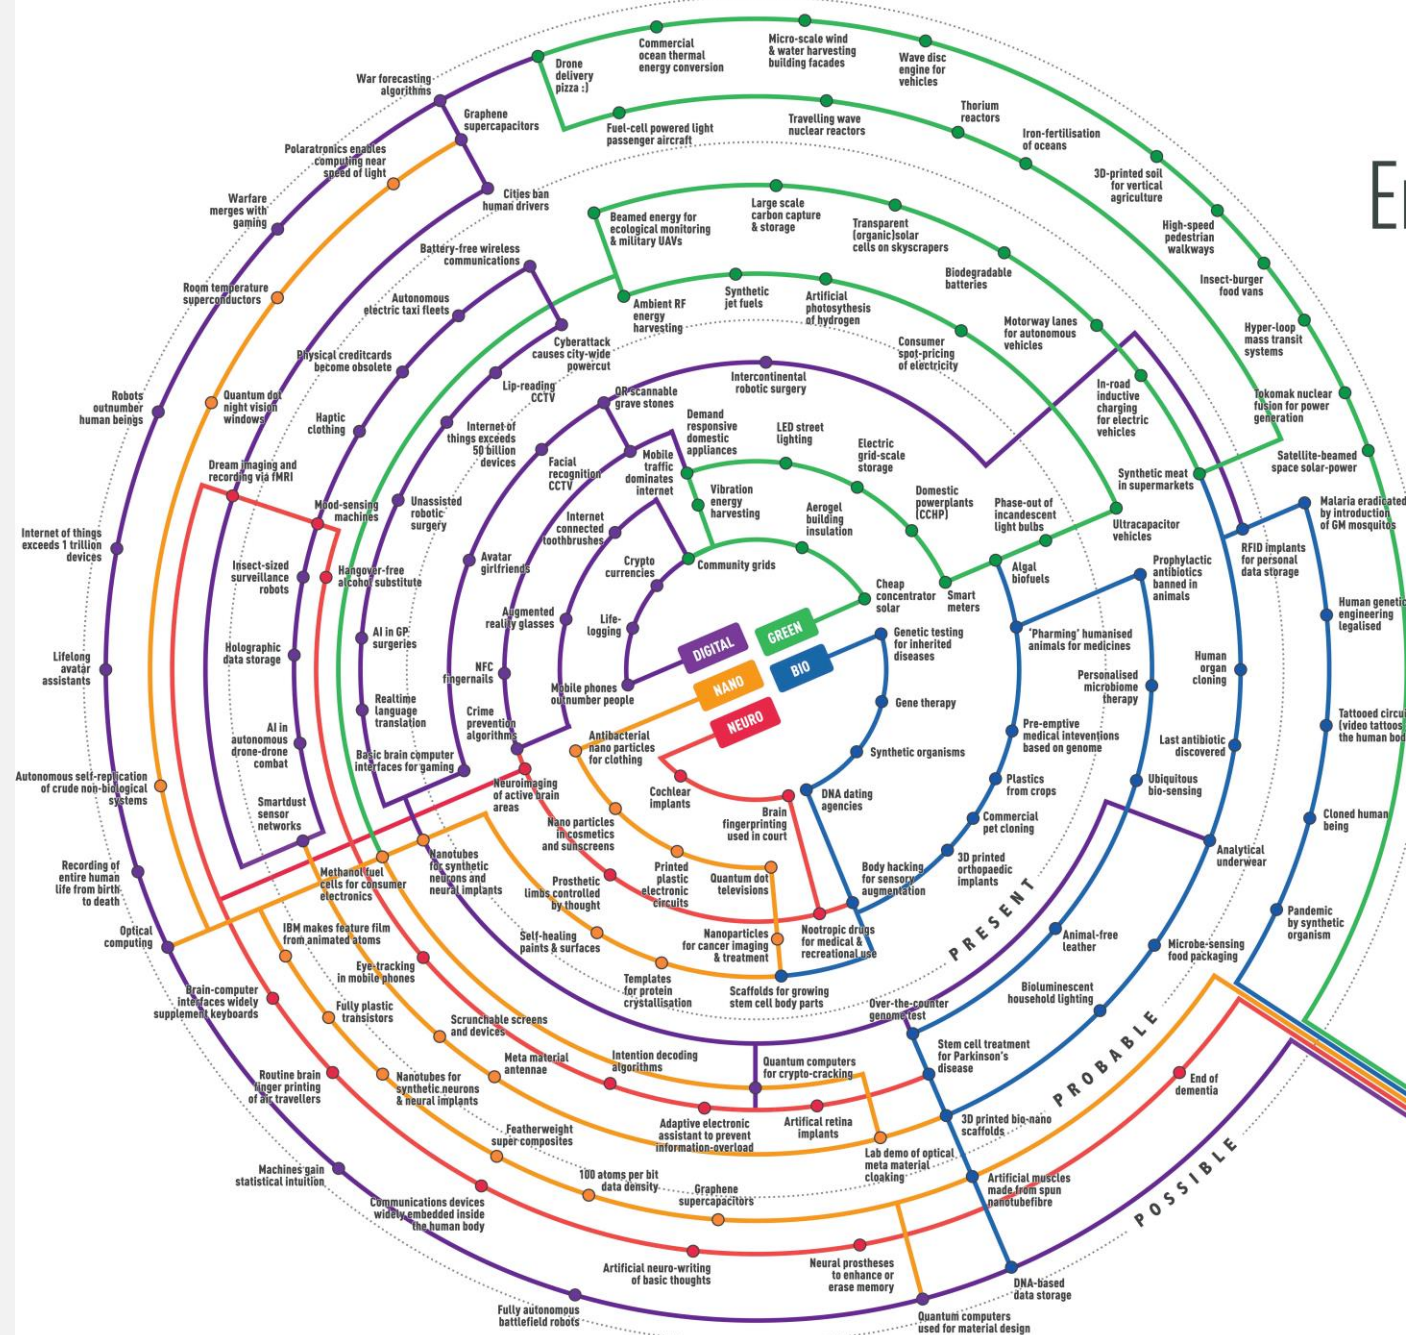 Er
Commercial
ocean thermal
energy conversion
Micro-scale wind
& water harvesting
building facades
Wave disc
engine for
vehicles
Drone
delivery
pizza :)
War forecasting
algorithms
Graphene
supercapacitors
Fuel-cell powered light
passenger aircraft
Travelling wave
nuclear reactors
Thorium
reactors
Iron-fertilisation
of oceans
3D-printed soil
for vertical
agriculture
Polaratronics enables
computing near
speed of light
Cities ban
human drivers
Warfare
merges with
gaming
Beamed energy for
ecological monitoring
& military UAVs
Large scale
carbon capture
& storage
Transparent
(organic)solar
cells on skyscrapers
Biodegradable
batteries
High-speed
pedestrian
walkways
Insect-burger
food vans
Battery-free wireless
communications
Room temperature
superconductors
Autonomous
electric taxi fleets
Ambient RF
energy
harvesting
Synthetic
jet fuels
Artificial
photosythesis
of hydrogen
Motorway lanes
for autonomous
vehicles
Hyper-loop
mass transit
systems
Cyberattack
causes city-wide
powercut
Consumer
spot-pricing
of electricity
Physical creditcards
become obsolete
Lip-reading
CCTV
QR-scannable
grave stones
Intercontinental
robotic surgery
In-road
inductive
charging
for electric
vehicles
Tokomak nuclear
fusion for power
generation
Robots
outnumber
human beings
Quantum dot
night vision
windows
Haptic
clothing
Internet of
things exceeds
50 billion
devices
Demand
responsive
domestic
appliances
LED street
lighting
Electric
grid-scale
storage
Satellite-beamed
space solar-power
Dream imaging and
recording via fMRI
Facial
recognition
CCTV
Mobile
traffic
dominates
internet
Vibration
energy
harvesting
Aerogel
building
insulation
Domestic
powerplants
(CCHP)
Phase-out of
incandescent
light bulbs
Synthetic meat
in supermarkets
Mood-sensing
machines
Unassisted
robotic
surgery
Internet
connected
toothbrushes
Ultracapacitor
vehicles
Malaria eradicated
by introduction
of GM mosquitos
Internet of things
exceeds 1 trillion
devices
Insect-sized
surveillance
robots
Hangover-free
alcohol substitute
Avatar
girlfriends
Crypto
currencies
Community grids
Cheap
concentrator
solar
Smart
meters
Algal
biofuels
Prophylactic
antibiotics
banned in
animals
RFID implants
for personal
data storage
Augmented
reality glasses
Life-
logging
DIGITAL
GREEN
NANO
BIO
NEURO
Genetic testing
for inherited
diseases
'Pharming' humanised
animals for medicines
Human genetic
engineering
legalised
Holographic
data storage
AI in GP
surgeries
NFC
fingernails
Mobile phones
outnumber people
Gene therapy
Personalised
microbiome
therapy
Human
organ
cloning
Lifelong
avatar
assistants
Realtime
language
translation
Crime
prevention
algorithms
Antibacterial
nano particles
for clothing
Synthetic organisms
Pre-emptive
medical inteventions
based on genome
Last antibiotic
discovered
Tattooed circu
(video tattoos
the human bod
AI in
autonomous
drone-drone
combat
Basic brain computer
interfaces for gaming
Neuroimaging
of active brain
areas
Cochlear
implants
Brain
fingerprinting
used in court
DNA dating
agencies
Plastics
from crops
Ubiquitous
bio-sensing
Autonomous self-replication
of crude non-biological
systems
Smartdust
sensor
networks
Nano particles
in cosmetics
and sunscreens
Commercial
pet cloning
Cloned human
being
Methanol fuel
cells for consumer
electronics
Nanotubes
for synthetic
neurons and
neural implants
Prosthetic
limbs controlled
by thought
Printed
plastic
electronic
circuits
Quantum dot
televisions
Body hacking
for sensory
augmentation
3D printed
orthopaedic
implants
Analytical
underwear
Recording of
entire human
life from birth
to death
Optical
computing
IBM makes feature film
from animated atoms
Self-healing
paints & surfaces
Nanoparticles
for cancer imaging
& treatment
Nootropic drugs
for medical &
recreational use
PRESENT
Animal-free
leather
Microbe-sensing
food packaging
Pandemic
by synthetic
organism
Eye-tracking
in mobile phones
Templates
for protein
crystallisation
Scaffolds for growing
stem cell body parts
Bioluminescent
household lighting
Brain-computer
interfaces widely
supplement keyboards
Fully plastic
transistors
Scrunchable screens
and devices
Over-the-counter
genome test
PROBABLE
Meta material
antennae
Intention decoding
algorithms
Quantum computers
for crypto-cracking
Stem cell treatment
for Parkinson's
disease
Routine brain
finger printing
of air travellers
Nanotubes for
synthetic neurons
& neural implants
Adaptive electronic
assistant to prevent
information-overload
Artifical retina
implants
3D printed bio-nano
scaffolds
End of
dementia
Featherweight
super composites
Lab demo of optical
meta material
cloaking
POSSIBLE
Machines gain
statistical intuition
100 atoms per bit
data density
Graphene
supercapacitors
Artificial muscles
made from spun
nanotubefibre
Communications devices
widely embedded inside
the human body
Artificial neuro-writing
of basic thoughts
Neural prostheses
to enhance or
erase memory
DNA-based
data storage
Fully autonomous
battlefield robots
Quantum computers
used for material design